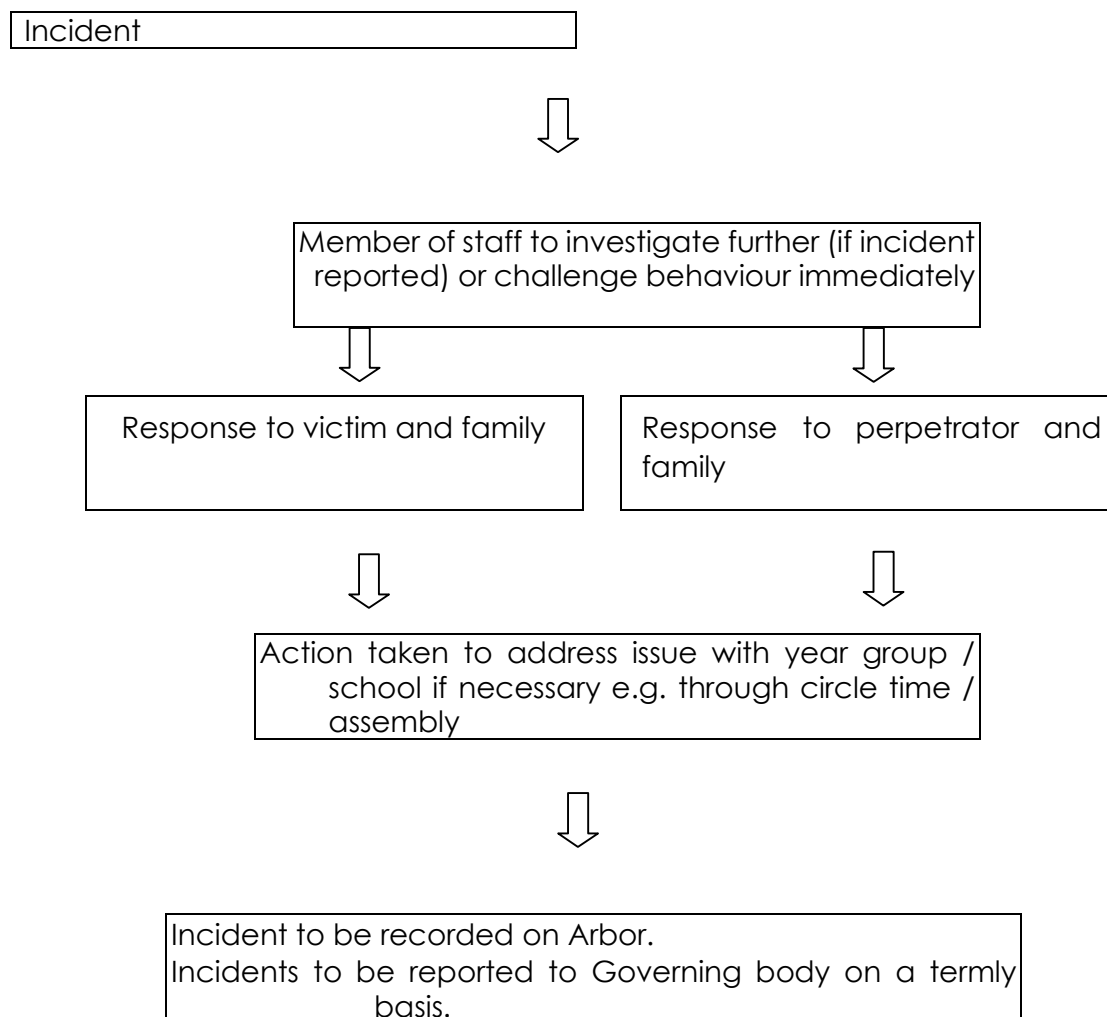 Incident
Member of staff to investigate further (if incident
reported) or challenge behaviour immediately
Response to victim and family
Response to perpetrator and
family
Action taken to address issue with year group /
school if necessary e.g. through circle time /
assembly
Incident to be recorded on Arbor.
Incidents to be reported to Governing body on a termly
basis.